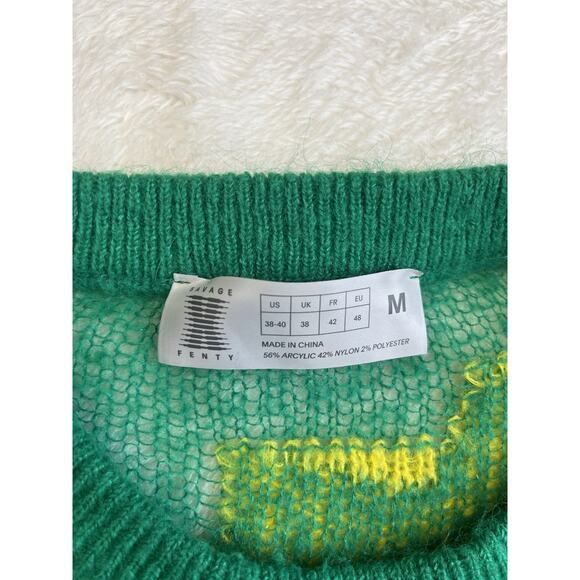 SAVAGE
FENTY
US UK FR EU
38-40 38 42 48
M
MADE IN CHINA
56% ARCYLIC 42% NYLON 2% POLYESTER